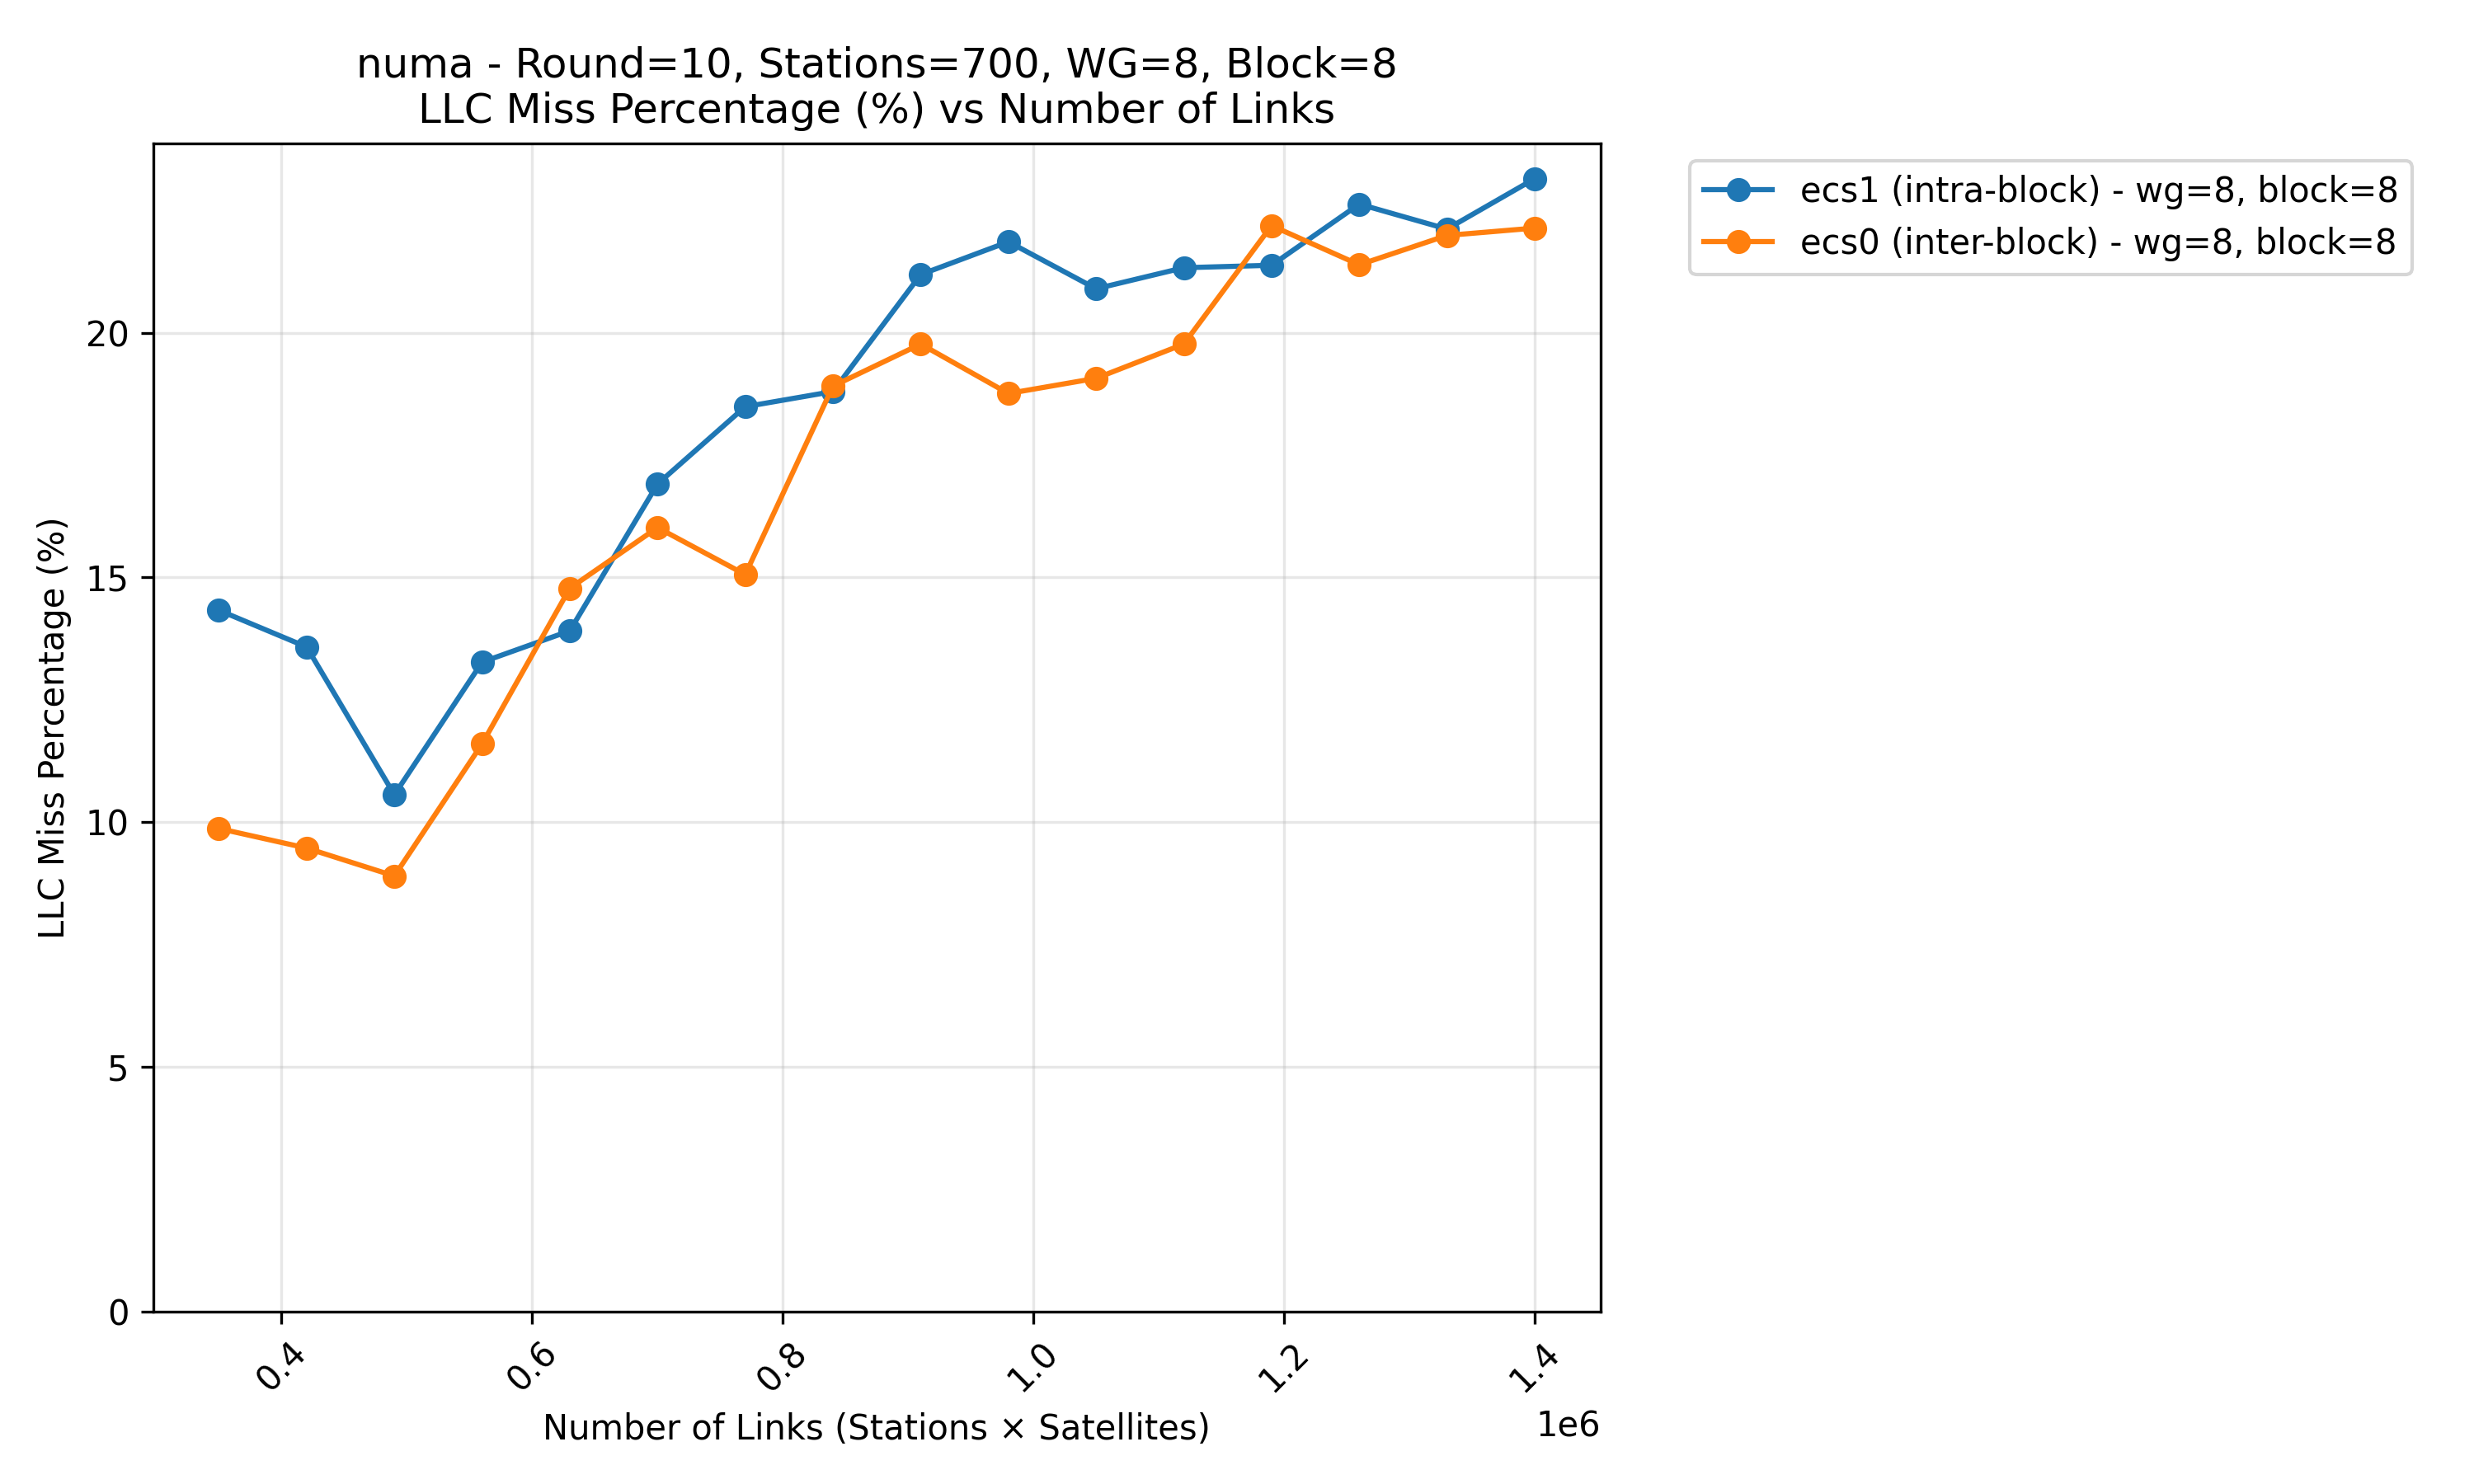 numa - Round=10, Stations=700, WG=8, Block=8
LLC Miss Percentage (%) vs Number of Links
ecs1 (intra-block) - wg=8, block=8
ecs0 (inter-block) - wg=8, block=8
LLC Miss Percentage (%)
20
15
10
5
0
0.4
0.6
0.8
1.0
1.2
1.4
1e6
Number of Links (Stations × Satellites)